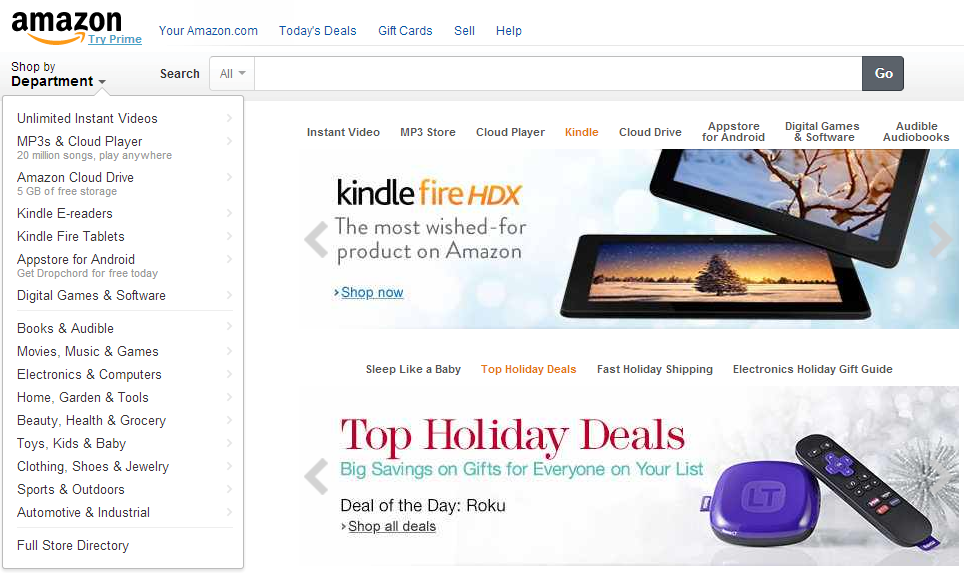 amazon
Try Prime
Your Amazon.com Today's Deals Gift Cards Sell Help
Shop by
Department
Search All Go
Unlimited Instant Videos
MP3s & Cloud Player
20 million songs, play anywhere
Amazon Cloud Drive
5 GB of free storage
Kindle E-readers
Kindle Fire Tablets
Appstore for Android
Get Dropchord for free today
Digital Games & Software
Books & Audible
Movies, Music & Games
Electronics & Computers
Home, Garden & Tools
Beauty, Health & Grocery
Toys, Kids & Baby
Clothing, Shoes & Jewelry
Sports & Outdoors
Automotive & Industrial
Full Store Directory
Instant Video MP3 Store Cloud Player Kindle Cloud Drive Appstore for Android Digital Games & Software Audible Audiobooks
kindle fire HDX
The most wished-for
product on Amazon
Shop now
Sleep Like a Baby Top Holiday Deals Fast Holiday Shipping Electronics Holiday Gift Guide
Top Holiday Deals
Big Savings on Gifts for Everyone on Your List
Deal of the Day: Roku
Shop all deals
LT